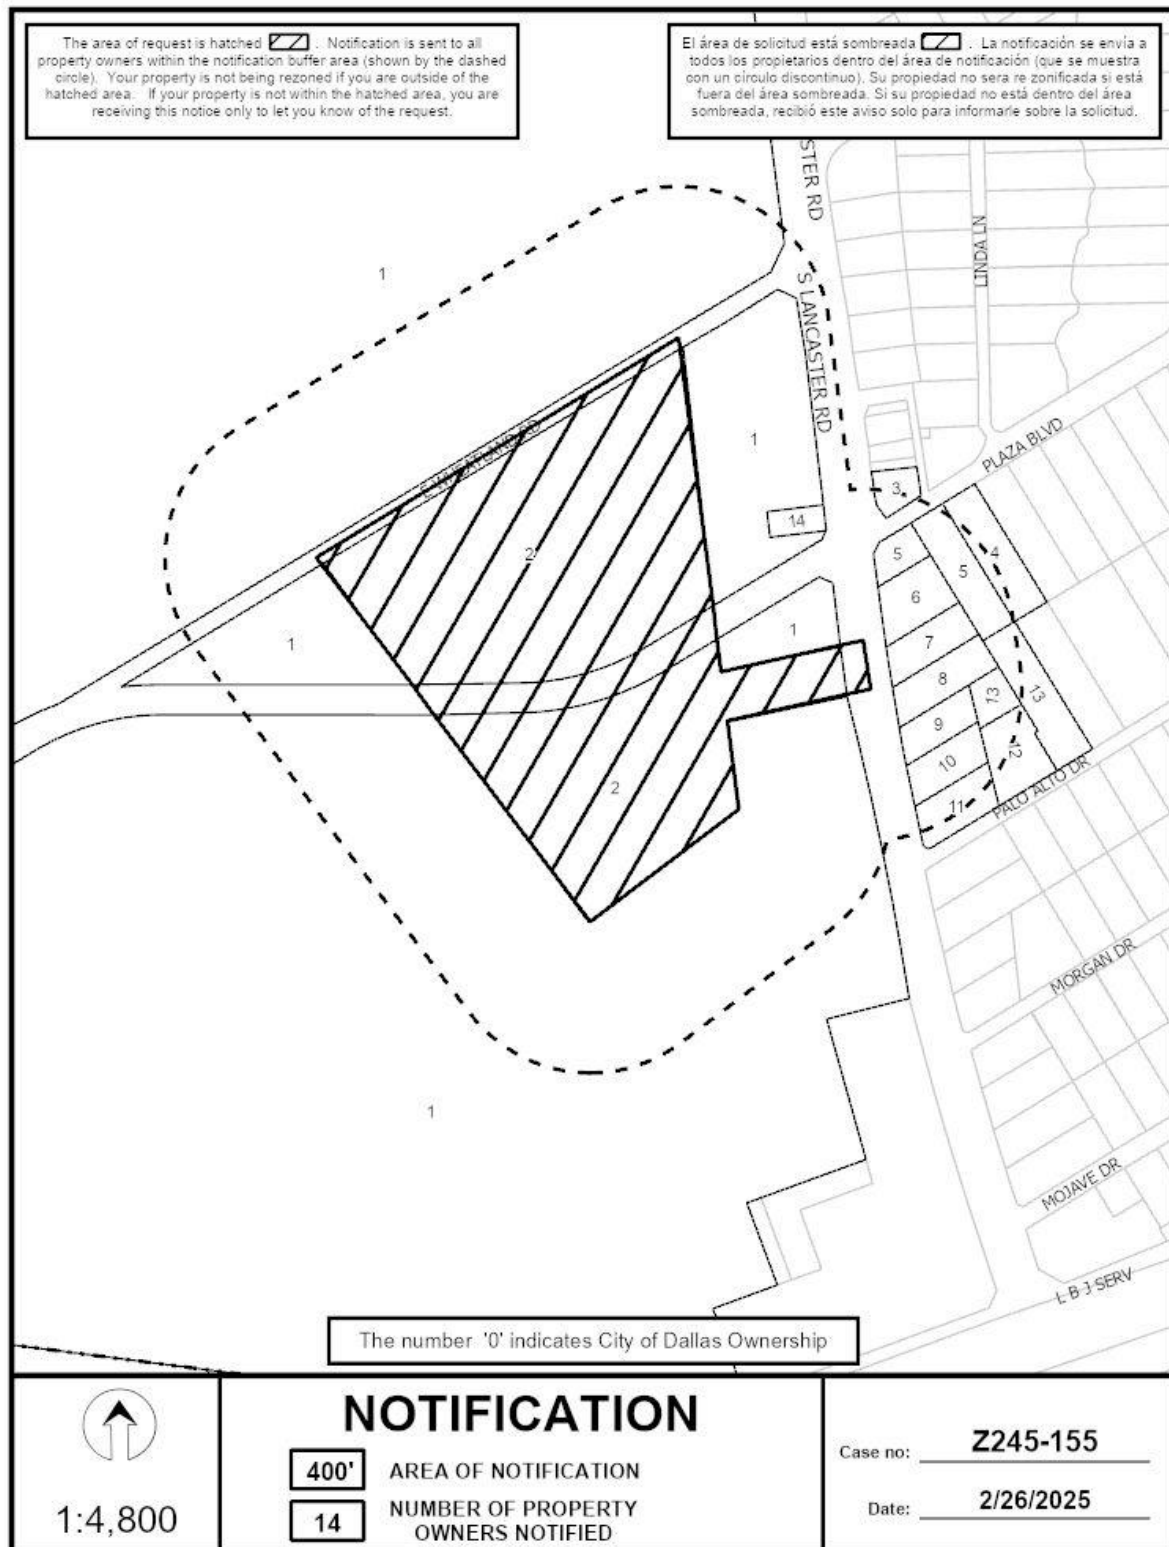 The area of request is hatched . Notification is sent to all
property owners within the notification buffer area (shown by the dashed
circle). Your property is not being rezoned if you are outside of the
hatched area. If your property is not within the hatched area, you are
receiving this notice only to let you know of the request.
El área de solicitud está sombreada . La notificación se envía a
todos los propietarios dentro del área de notificación (que se muestra
con un círculo discontinuo). Su propiedad no sera re zonificada si está
fuera del área sombreada. Si su propiedad no está dentro del área
sombreada, recibió este aviso solo para informarle sobre la solicitud.
STER RD
LINDA LN
1
S LANCASTER RD
E WHEATLAND RD
1
PLAZA BLVD
3
14
2
5
4
5
6
1
1
7
8
13
13
9
12
10
2
11
PALO ALTO DR
MORGAN DR
1
MOJAVE DR
L B J SERV
The number '0' indicates City of Dallas Ownership
1:4,800
NOTIFICATION
400' AREA OF NOTIFICATION
14 NUMBER OF PROPERTY
OWNERS NOTIFIED
Case no: Z245-155
Date: 2/26/2025